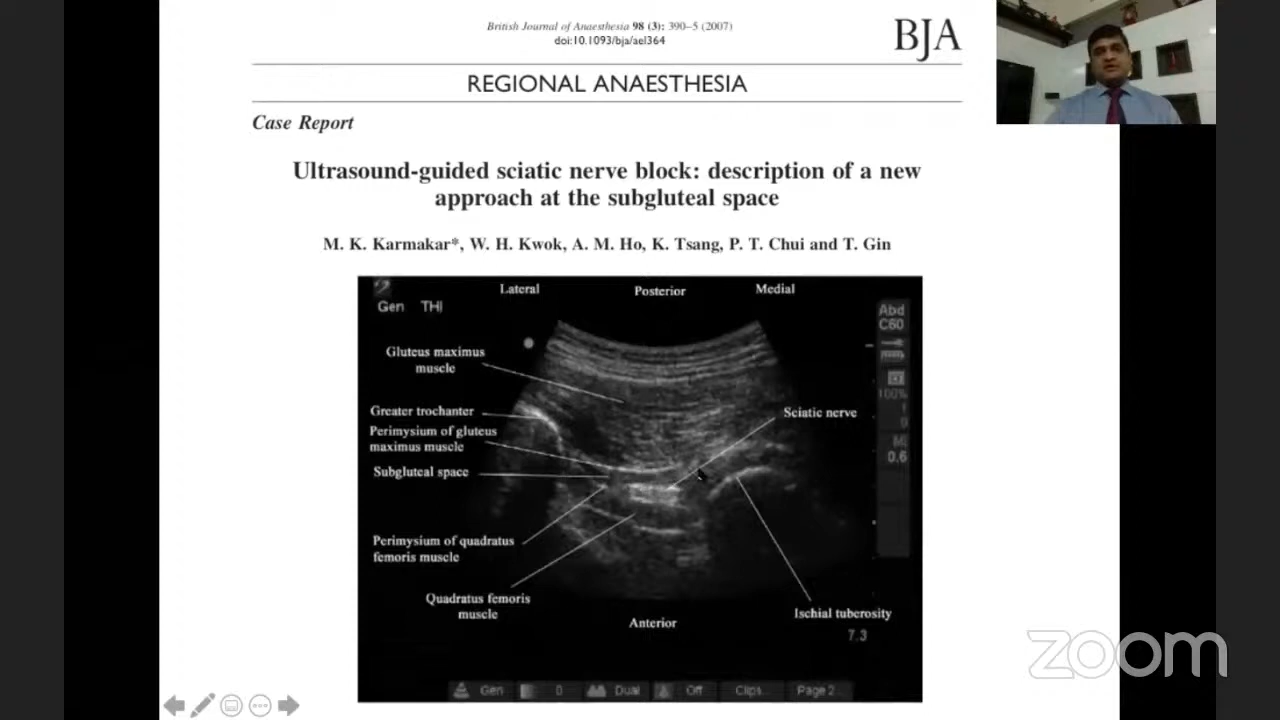 British Journal of Anaesthesia 98 (3): 390–5 (2007)
doi:10.1093/bja/ael364
BJA
REGIONAL ANAESTHESIA
Case Report
Ultrasound-guided sciatic nerve block: description of a new
approach at the subgluteal space
M. K. Karmakar*, W. H. Kwok, A. M. Ho, K. Tsang, P. T. Chui and T. Gin
Lateral Posterior Medial
Gen THI
Abd
C60
Gluteus maximus
muscle
100%
Greater trochanter
Sciatic nerve
Perimysium of gluteus
maximus muscle
MI
0.6
Subgluteal space
Perimysium of quadratus
femoris muscle
Quadratus femoris
muscle
Ischial tuberosity
Anterior
7.3
zoom
Gen 0 Dual Off Clips... Page 2